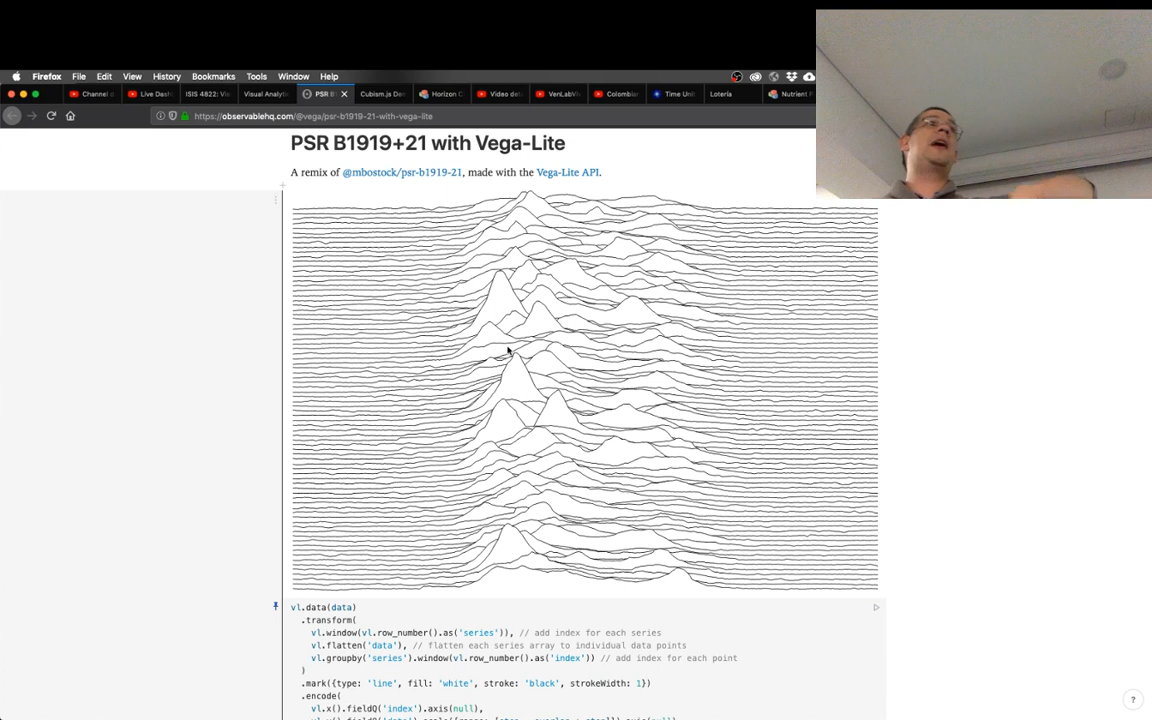 Firefox File Edit View History Bookmarks Tools Window Help
Channel Live Dash ISIS 4822: Vis Visual Analyti PSR B1 Cubism.js De Horizon C Video de VenLabVi Colombia Time Uni Lotería Nutrient
https://observablehq.com/@vega/psr-b1919-21-with-vega-lite
PSR B1919+21 with Vega-Lite
A remix of @mbostock/psr-b1919-21, made with the Vega-Lite API.
vl.data(data)
.transform(
vl.window(vl.row_number().as('series')), // add index for each series
vl.flatten('data'), // flatten each series array to individual data points
vl.groupby('series').window(vl.row_number().as('index')) // add index for each point
)
.mark({type: 'line', fill: 'white', stroke: 'black', strokeWidth: 1})
.encode(
vl.x().fieldQ('index').axis(null),
?